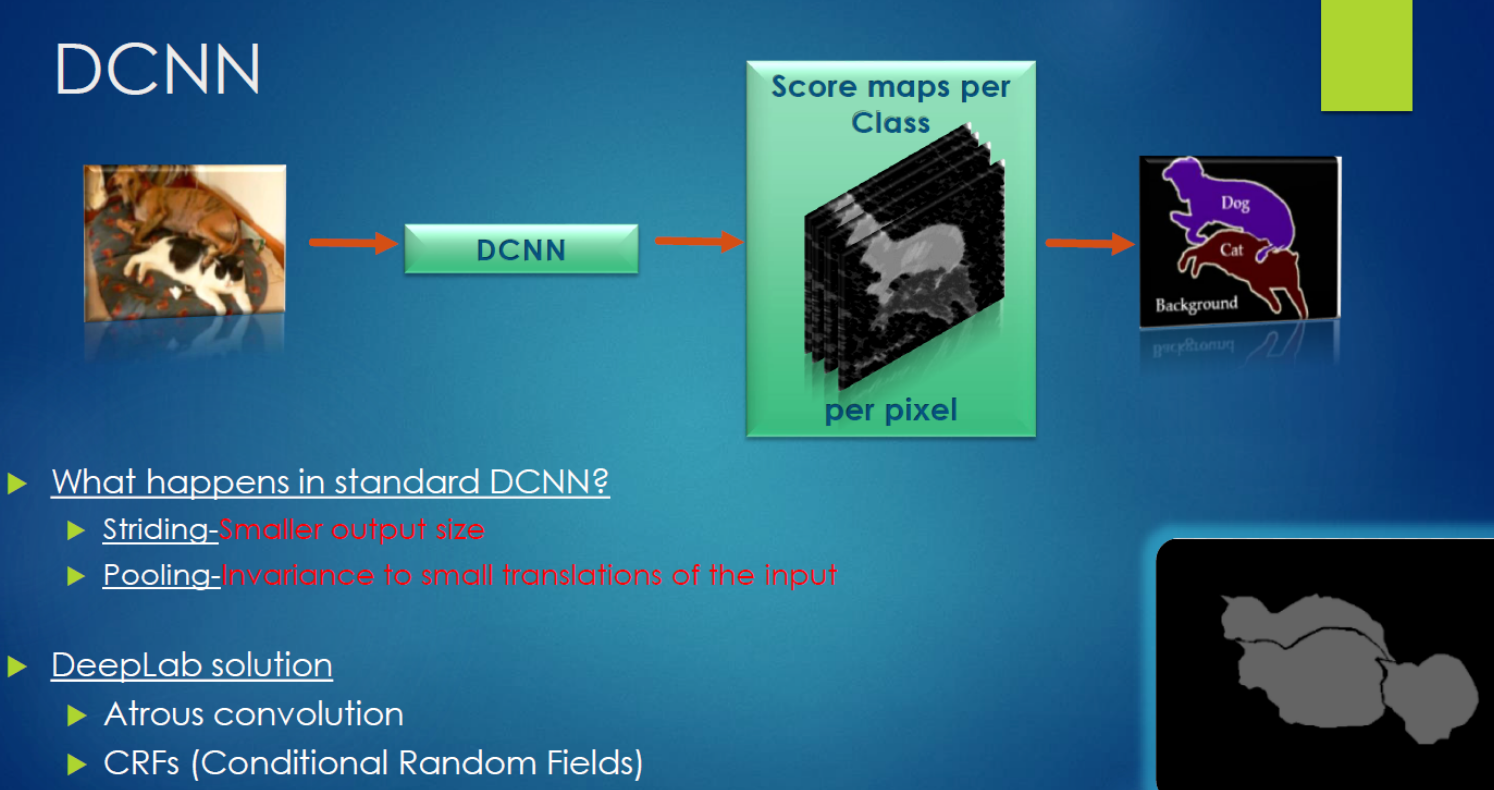 DCNN
Score maps per
Class
DCNN
per pixel
Dog
Cat
Background
What happens in standard DCNN?
Striding-Smaller output size
Pooling-Invariance to small translations of the input
DeepLab solution
Atrous convolution
CRFs (Conditional Random Fields)